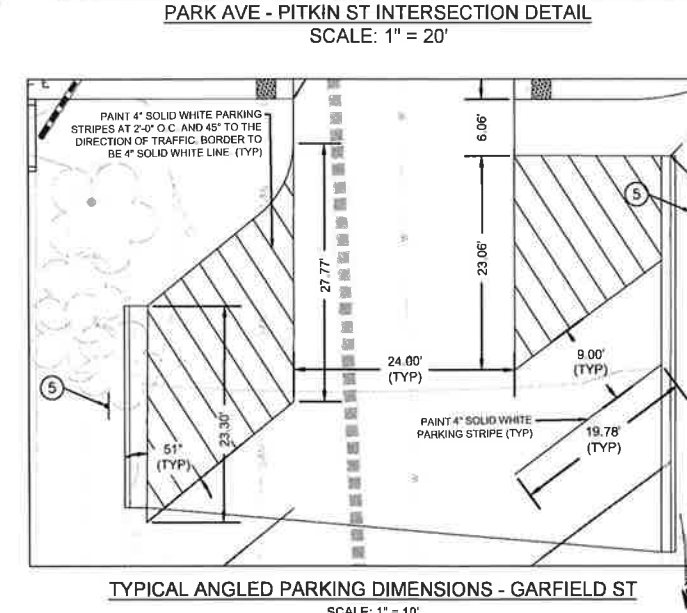 PARK AVE - PITKIN ST INTERSECTION DETAIL
SCALE: 1" = 20'
PAINT 4" SOLID WHITE PARKING
STRIPES AT 2'-0" O.C. AND 45° TO THE
DIRECTION OF TRAFFIC. BORDER TO
BE 4" SOLID WHITE LINE (TYP)
6.06'
5
27.77'
23.06'
24.00'
(TYP)
9.00'
(TYP)
5
23.30'
51°
(TYP)
PAINT 4" SOLID WHITE
PARKING STRIPE (TYP)
19.78'
(TYP)
TYPICAL ANGLED PARKING DIMENSIONS - GARFIELD ST
SCALE: 1" = 10'